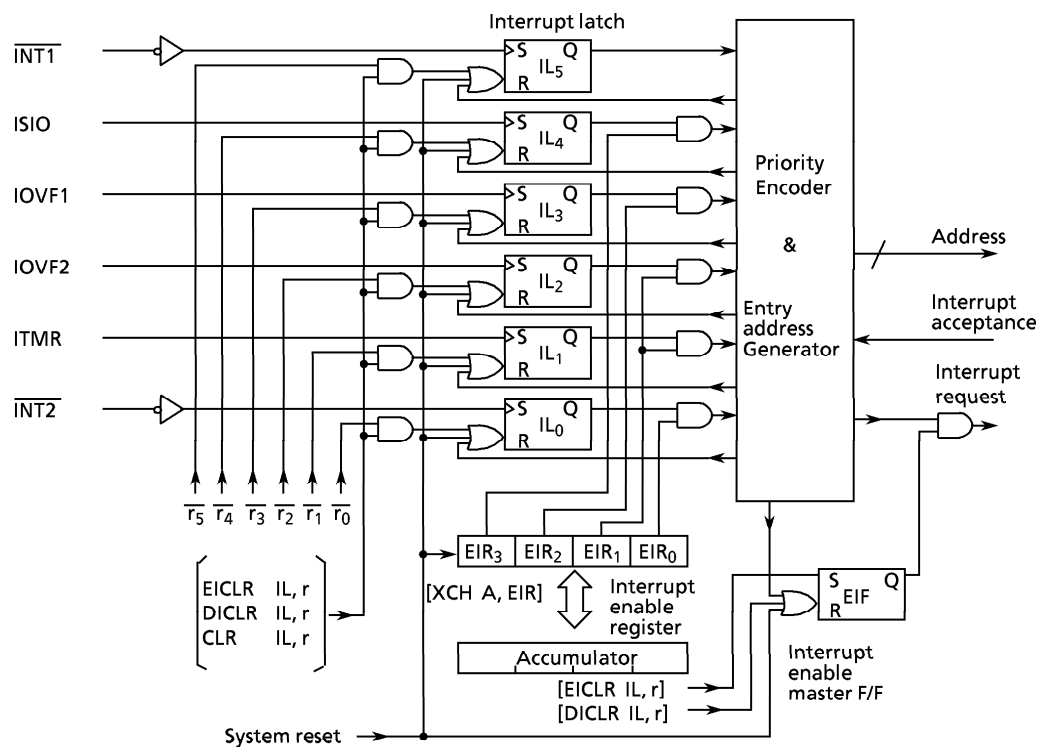 Interrupt latch
INT1
S Q
IL5
R
ISIO
S Q
IL4
R
IOVF1
S Q
IL3
R
IOVF2
S Q
IL2
R
ITMR
S Q
IL1
R
INT2
S Q
IL0
R
Priority
Encoder
&
Entry
address
Generator
Address
Interrupt
acceptance
Interrupt
request
r5 r4 r3 r2 r1 r0
EIR3 EIR2 EIR1 EIR0
[XCH A, EIR]
Interrupt
enable
register
EICLR IL, r
DICLR IL, r
CLR IL, r
S Q
EIF
R
Accumulator
Interrupt
enable
master F/F
[EICLR IL, r]
[DICLR IL, r]
System reset